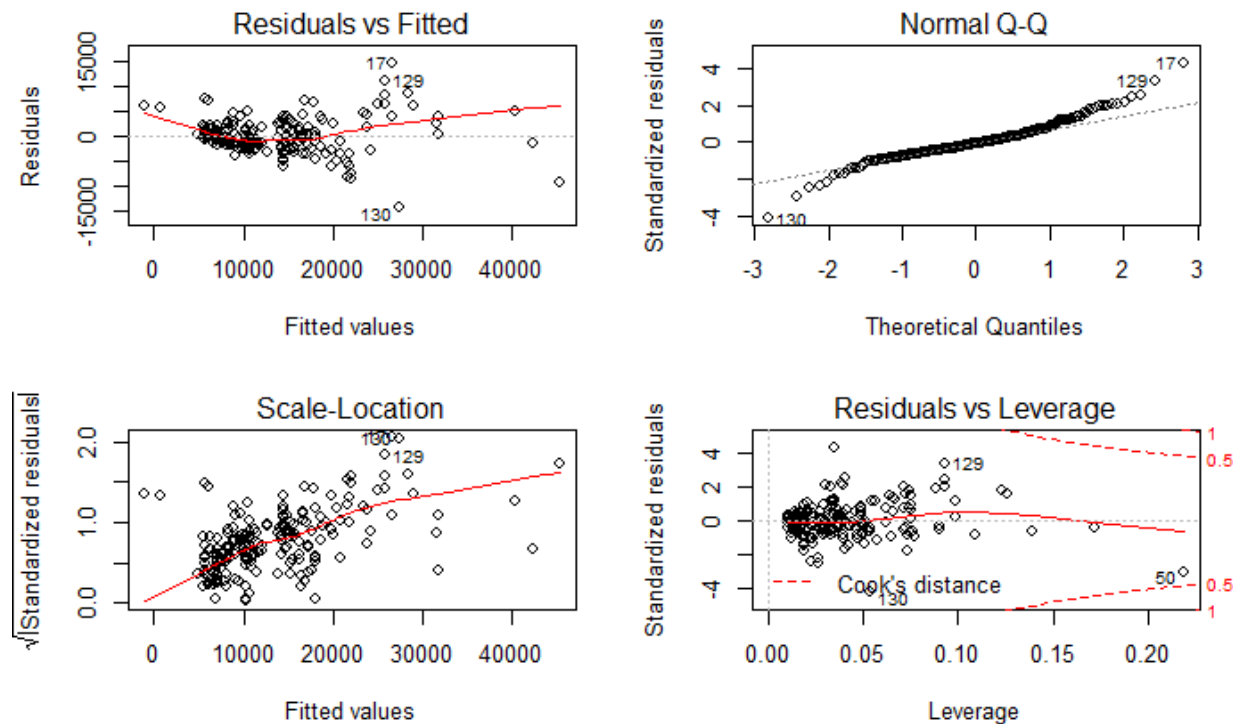 Residuals vs Fitted
Residuals
-15000 0 15000
17
129
130
0 10000 20000 30000 40000
Fitted values
Normal Q-Q
Standardized residuals
-4 0 2 4
129
17
130
-3 -2 -1 0 1 2 3
Theoretical Quantiles
Scale-Location
√|Standardized residuals|
0.0 1.0 2.0
130
129
0 10000 20000 30000 40000
Fitted values
Residuals vs Leverage
Standardized residuals
-4 0 2 4
129
1
0.5
50
0.5
1
Cook's distance
130
0.00 0.05 0.10 0.15 0.20
Leverage